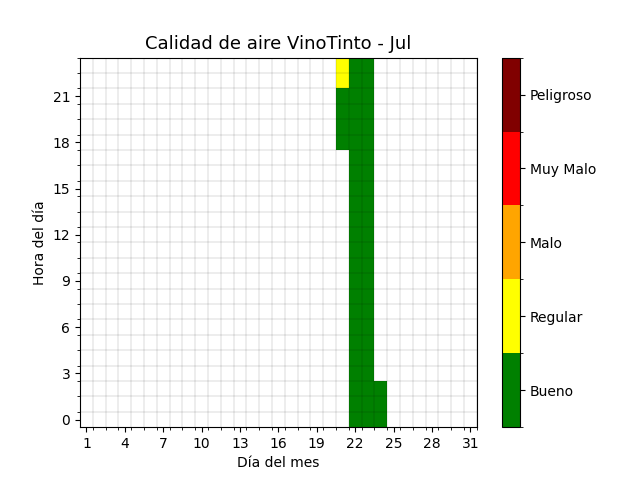 Calidad de aire VinoTinto - Jul
Hora del día
21
18
15
12
9
6
3
0
1 4 7 10 13 16 19 22 25 28 31
Día del mes
Peligroso
Muy Malo
Malo
Regular
Bueno